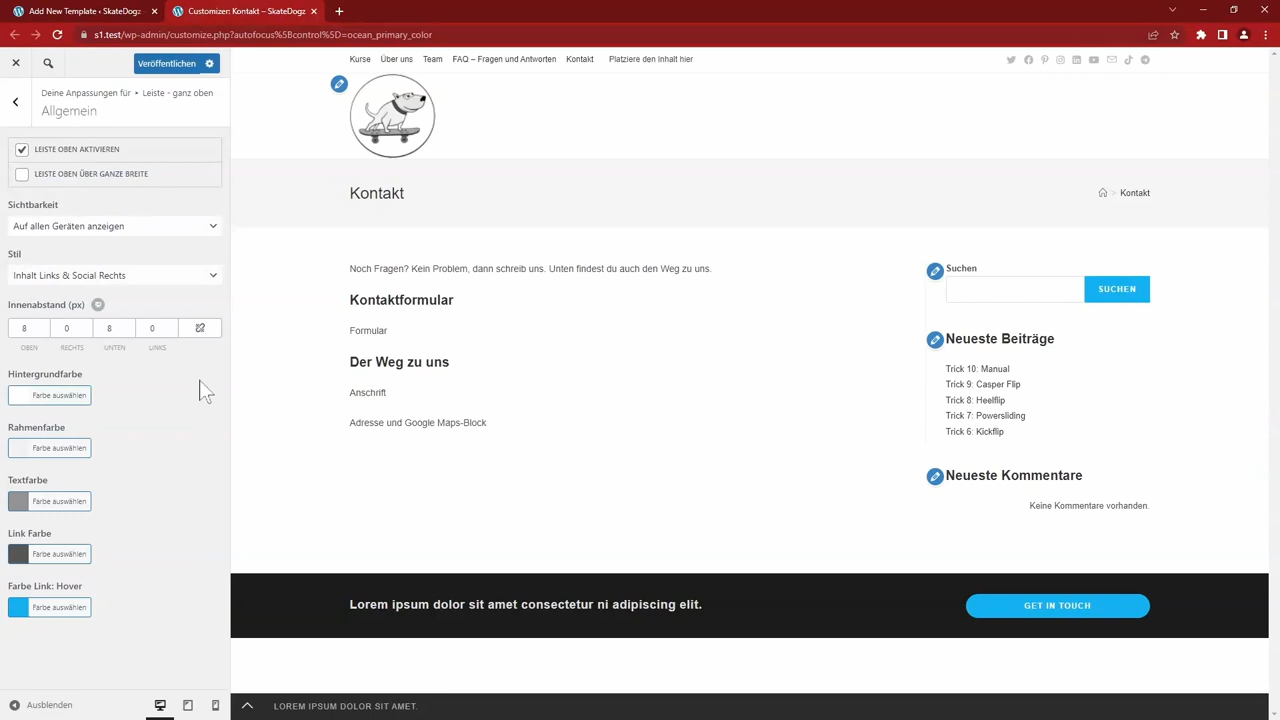 Add New Template ‹ SkateDogz
Customizer: Kontakt – SkateDogz
s1.test/wp-admin/customize.php?autofocus%5Bcontrol%5D=ocean_primary_color
Veröffentlichen
Deine Anpassungen für ▸ Leiste - ganz oben
Allgemein
LEISTE OBEN AKTIVIEREN
LEISTE OBEN ÜBER GANZE BREITE
Sichtbarkeit
Auf allen Geräten anzeigen
Stil
Inhalt Links & Social Rechts
Innenabstand (px)
8 0 8 0
OBEN RECHTS UNTEN LINKS
Hintergrundfarbe
Farbe auswählen
Rahmenfarbe
Farbe auswählen
Textfarbe
Farbe auswählen
Link Farbe
Farbe auswählen
Farbe Link: Hover
Farbe auswählen
Ausblenden
Kurse Über uns Team FAQ – Fragen und Antworten Kontakt Platziere den Inhalt hier
Kontakt
> Kontakt
Noch Fragen? Kein Problem, dann schreib uns. Unten findest du auch den Weg zu uns.
Kontaktformular
Formular
Der Weg zu uns
Anschrift
Adresse und Google Maps-Block
Suchen
SUCHEN
Neueste Beiträge
Trick 10: Manual
Trick 9: Casper Flip
Trick 8: Heelflip
Trick 7: Powersliding
Trick 6: Kickflip
Neueste Kommentare
Keine Kommentare vorhanden.
Lorem ipsum dolor sit amet consectetur ni adipiscing elit.
GET IN TOUCH
LOREM IPSUM DOLOR SIT AMET.